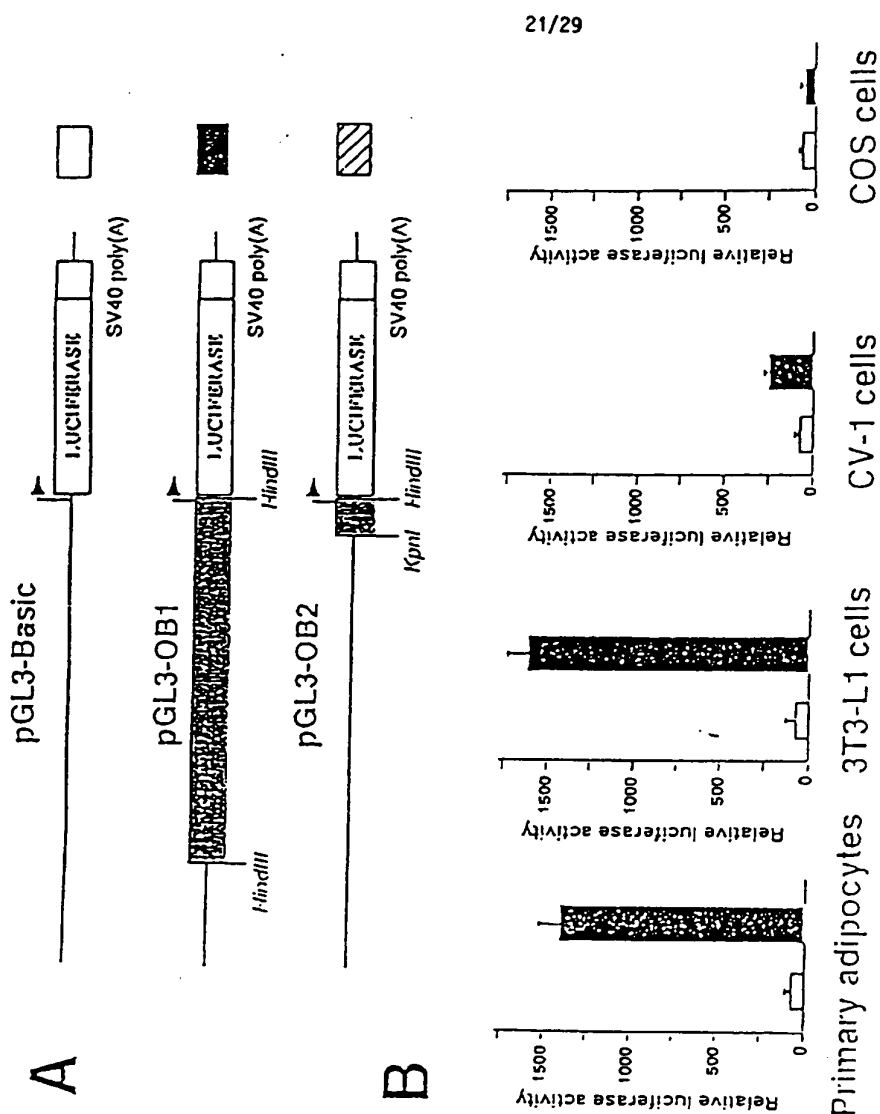 21/29
A
pGL3-Basic
LUCIFERASE
SV40 poly(A)
pGL3-OB1
LUCIFERASE
SV40 poly(A)
HindIII
HindIII
pGL3-OB2
LUCIFERASE
SV40 poly(A)
KpnI
HindIII
B
Relative luciferase activity
1500
1000
500
0
Primary adipocytes
Relative luciferase activity
1500
1000
500
0
3T3-L1 cells
Relative luciferase activity
1500
1000
500
0
CV-1 cells
Relative luciferase activity
1500
1000
500
0
COS cells